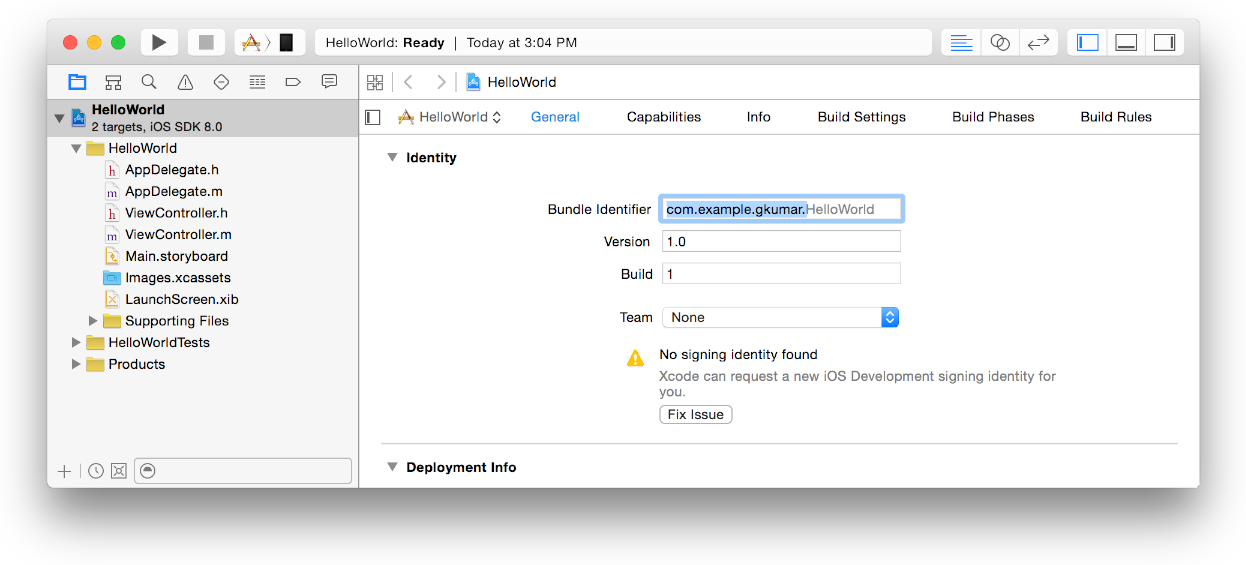 HelloWorld: Ready | Today at 3:04 PM
HelloWorld
2 targets, iOS SDK 8.0
HelloWorld
h AppDelegate.h
m AppDelegate.m
h ViewController.h
m ViewController.m
Main.storyboard
Images.xcassets
LaunchScreen.xib
Supporting Files
HelloWorldTests
Products
HelloWorld
HelloWorld General Capabilities Info Build Settings Build Phases Build Rules
Identity
Bundle Identifier com.example.gkumar.HelloWorld
Version 1.0
Build 1
Team None
No signing identity found
Xcode can request a new iOS Development signing identity for
you.
Fix Issue
Deployment Info